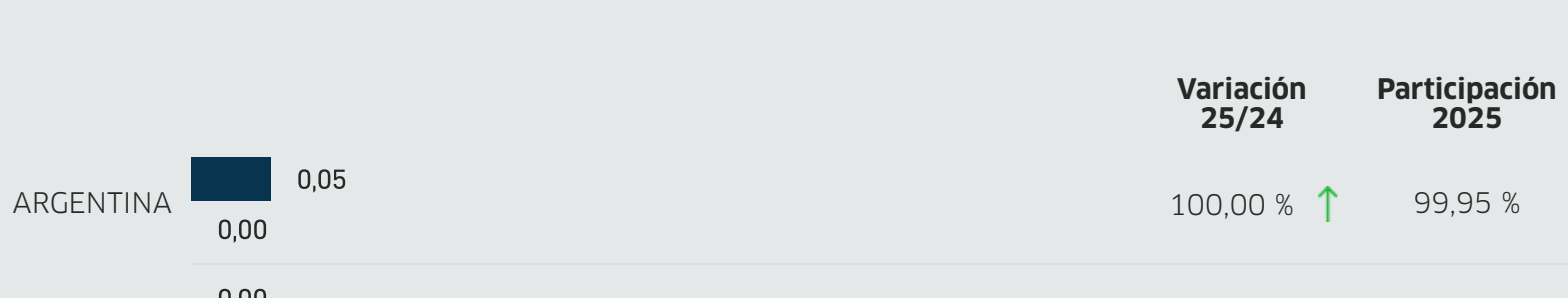 Variación Participación
25/24 2025
0,05
ARGENTINA 100,00 % 99,95 %
0,00